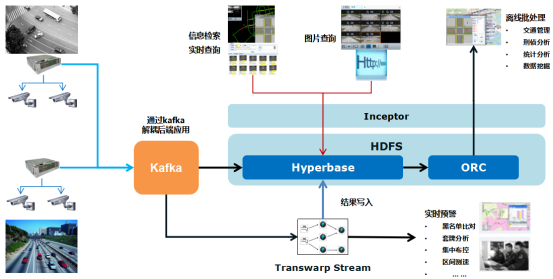 信息检索
实时查询
图片查询
Http://
离线批处理
• 交通管理
• 刑侦分析
• 统计分析
• 数据挖掘
通过kafka
解耦后端应用
Inceptor
HDFS
Kafka
Hyperbase
ORC
结果写入
实时预警
• 黑名单比对
• 套牌分析
• 集中布控
• 区间测速
• ... ...
Transwarp Stream